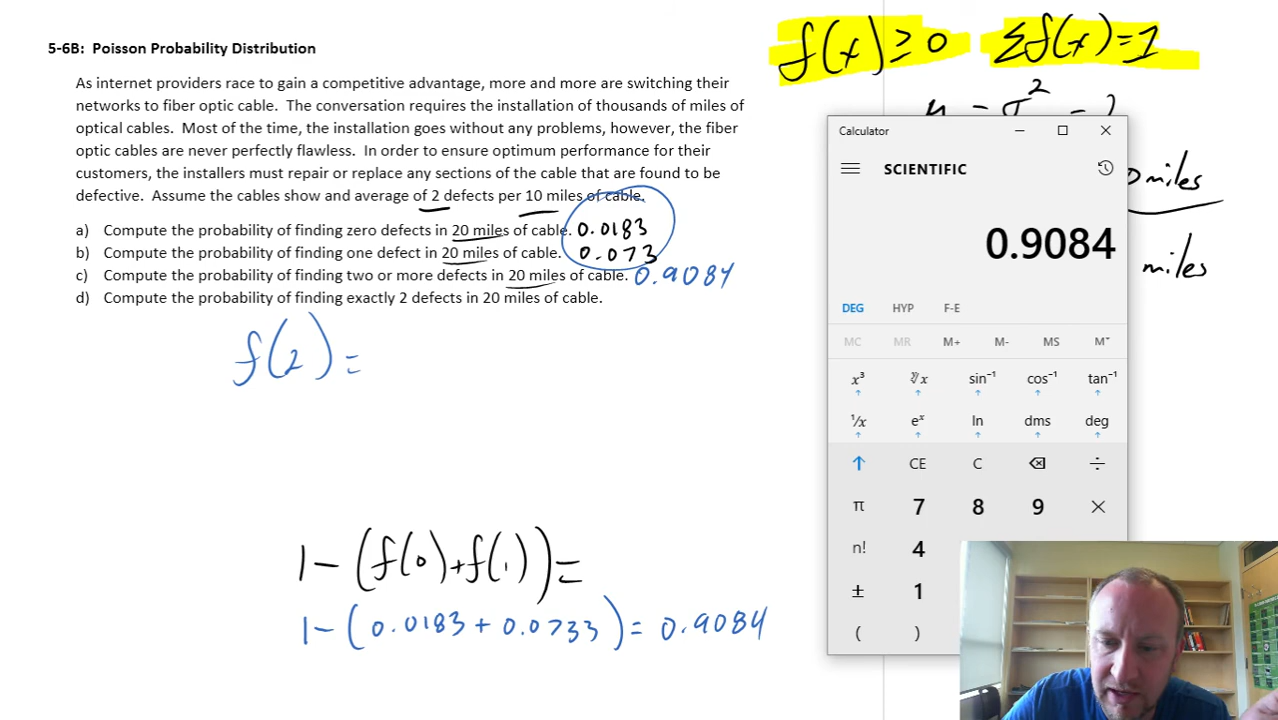 5-6B: Poisson Probability Distribution
f(x) ≥ 0 Σf(x) = 1
As internet providers race to gain a competitive advantage, more and more are switching their
networks to fiber optic cable. The conversation requires the installation of thousands of miles of
optical cables. Most of the time, the installation goes without any problems, however, the fiber
optic cables are never perfectly flawless. In order to ensure optimum performance for their
customers, the installers must repair or replace any sections of the cable that are found to be
defective. Assume the cables show and average of 2 defects per 10 miles of cable.
a) Compute the probability of finding zero defects in 20 miles of cable. 0.0183
b) Compute the probability of finding one defect in 20 miles of cable. 0.073
c) Compute the probability of finding two or more defects in 20 miles of cable. 0.9084
d) Compute the probability of finding exactly 2 defects in 20 miles of cable.
f(2) =
1 - (f(0) + f(1)) =
1 - (0.0183 + 0.0733) = 0.9084
miles
miles
Calculator
SCIENTIFIC
0.9084
DEG HYP F-E
MC MR M+ M- MS M˅
x³ ʸ√x sin⁻¹ cos⁻¹ tan⁻¹
¹/x eˣ ln dms deg
↑ CE C ⌫ ÷
π 7 8 9 ×
n! 4
± 1
( )